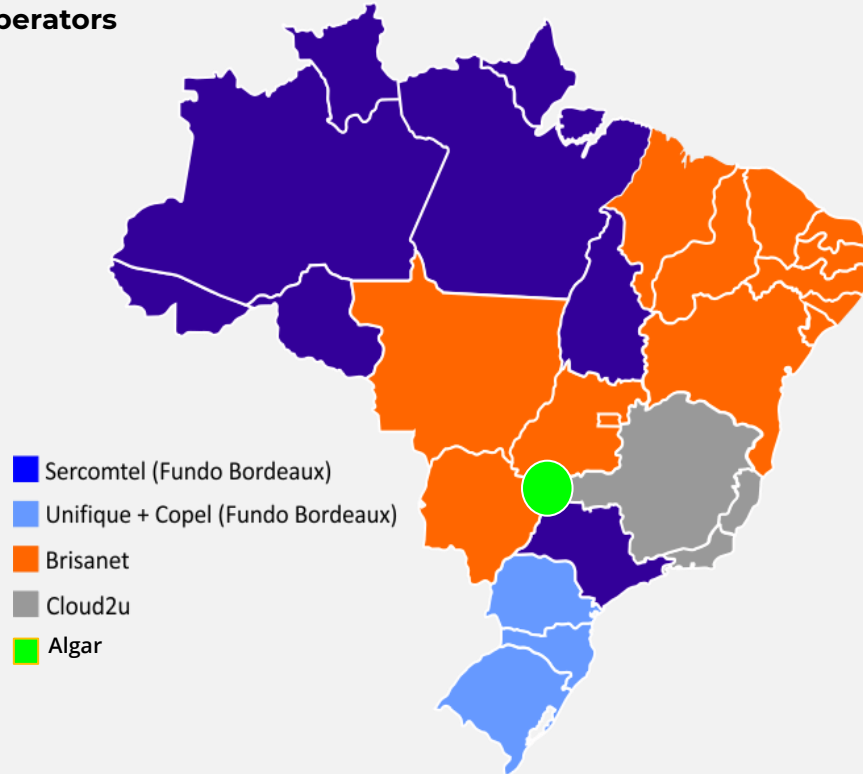 perators
Sercomtel (Fundo Bordeaux)
Unifique + Copel (Fundo Bordeaux)
Brisanet
Cloud2u
Algar